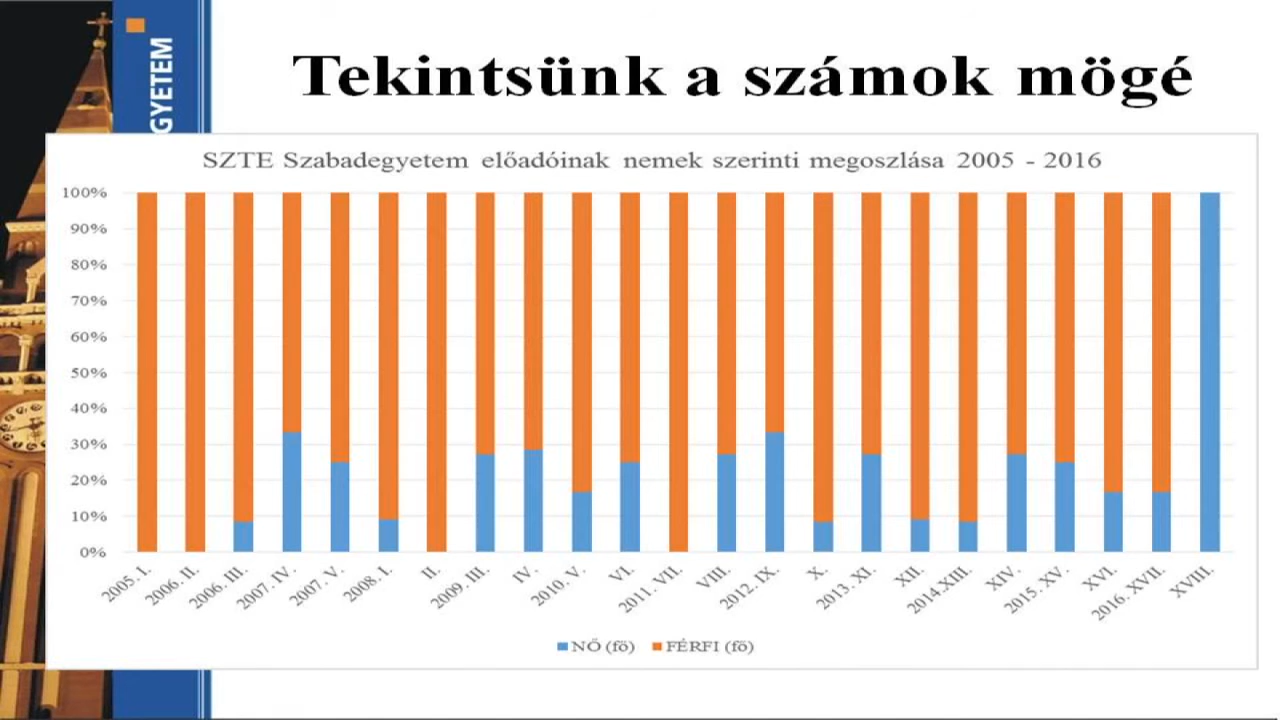 GYETEM
Tekintsünk a számok mögé
SZTE Szabadegyetem előadóinak nemek szerinti megoszlása 2005 - 2016
100%
90%
80%
70%
60%
50%
40%
30%
20%
10%
0%
2005. I.
2006. II.
2006. III.
2007. IV.
2007. V.
2008. I.
II.
2009. III.
IV.
2010. V.
VI.
2011. VII.
VIII.
2012. IX.
X.
2013. XI.
XII.
2014.XIII.
XIV.
2015. XV.
XVI.
2016. XVII.
XVIII.
NŐ (fő) FÉRFI (fő)